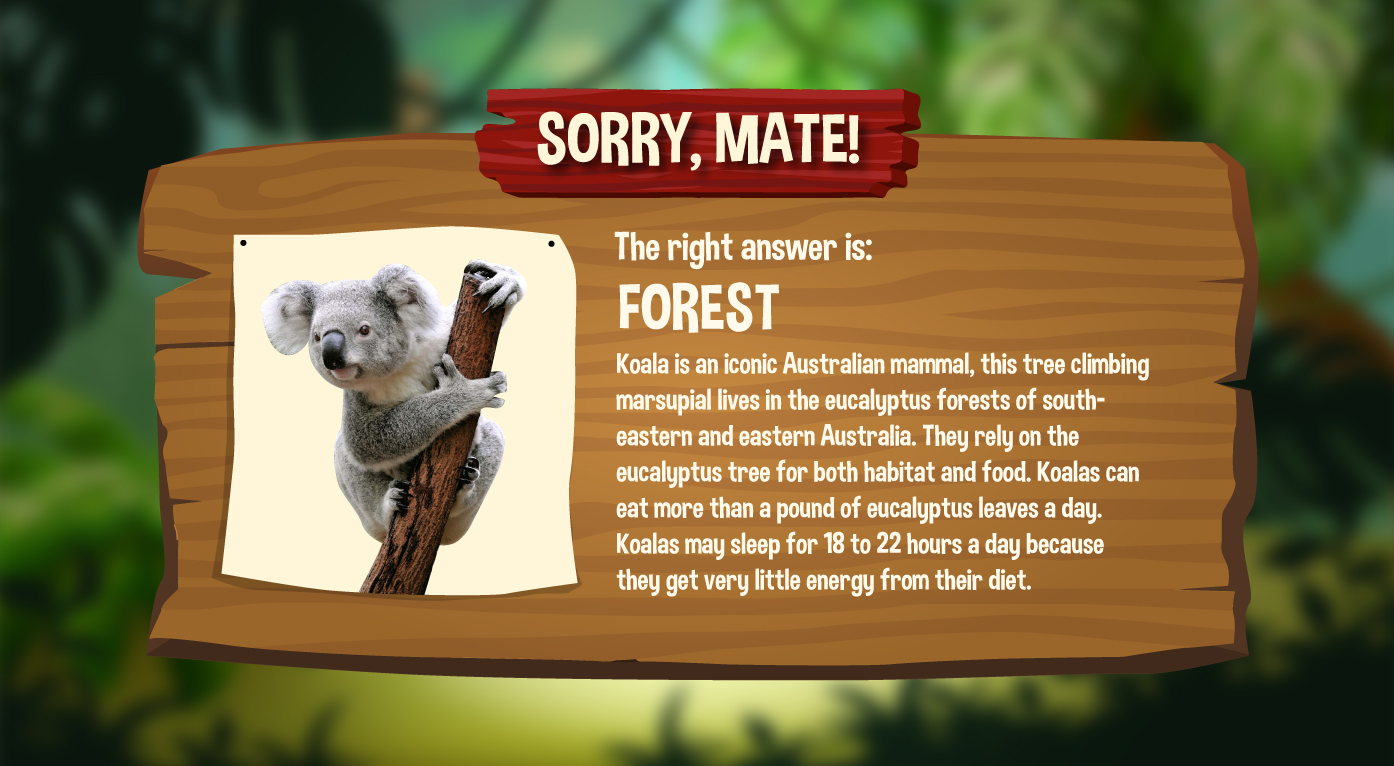 SORRY, MATE!
The right answer is:
FOREST
Koala is an iconic Australian mammal, this tree climbing
marsupial lives in the eucalyptus forests of south-
eastern and eastern Australia. They rely on the
eucalyptus tree for both habitat and food. Koalas can
eat more than a pound of eucalyptus leaves a day.
Koalas may sleep for 18 to 22 hours a day because
they get very little energy from their diet.